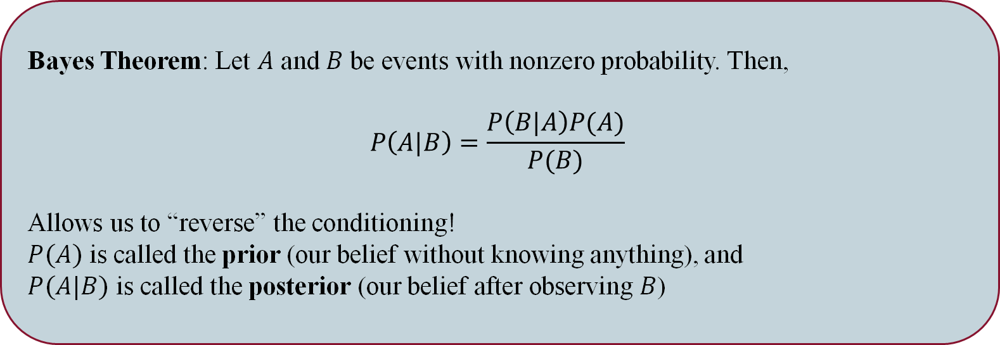 Bayes Theorem: Let A and B be events with nonzero probability. Then,
P(A|B) = P(B|A)P(A) / P(B)
Allows us to “reverse” the conditioning!
P(A) is called the prior (our belief without knowing anything), and
P(A|B) is called the posterior (our belief after observing B)